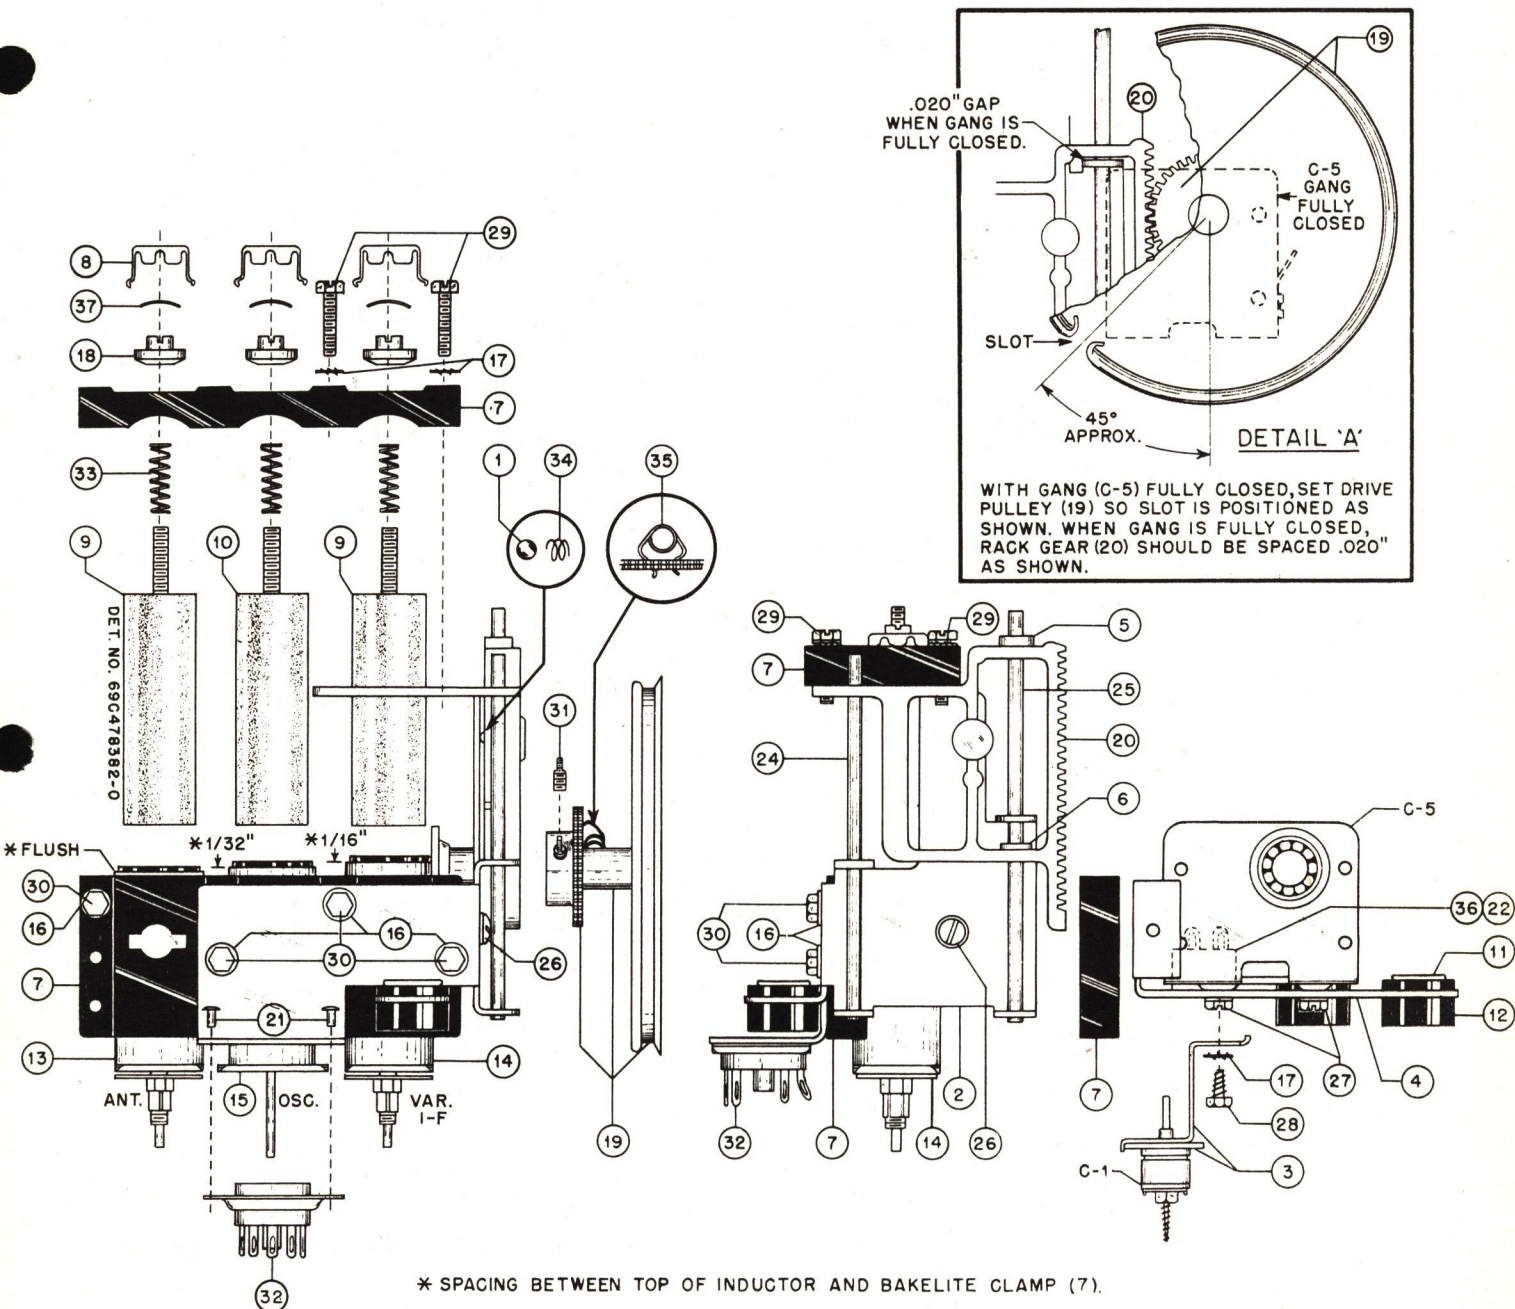 19
.020" GAP
WHEN GANG IS
FULLY CLOSED.
20
C-5
GANG
FULLY
CLOSED
SLOT
45°
APPROX.
DETAIL 'A'
WITH GANG (C-5) FULLY CLOSED, SET DRIVE
PULLEY (19) SO SLOT IS POSITIONED AS
SHOWN. WHEN GANG IS FULLY CLOSED,
RACK GEAR (20) SHOULD BE SPACED .020"
AS SHOWN.
8
29
37
18
17
7
33
1
34
35
9
10
9
DET. NO. 69C478382-0
31
* FLUSH
*1/32"
*1/16"
30
16
16
30
7
26
21
13
14
15
ANT.
OSC.
VAR.
I-F
19
32
29
29
5
7
25
24
20
6
30
16
2
32
7
14
26
C-5
36
22
11
12
7
17
27
4
28
3
C-1
* SPACING BETWEEN TOP OF INDUCTOR AND BAKELITE CLAMP (7).